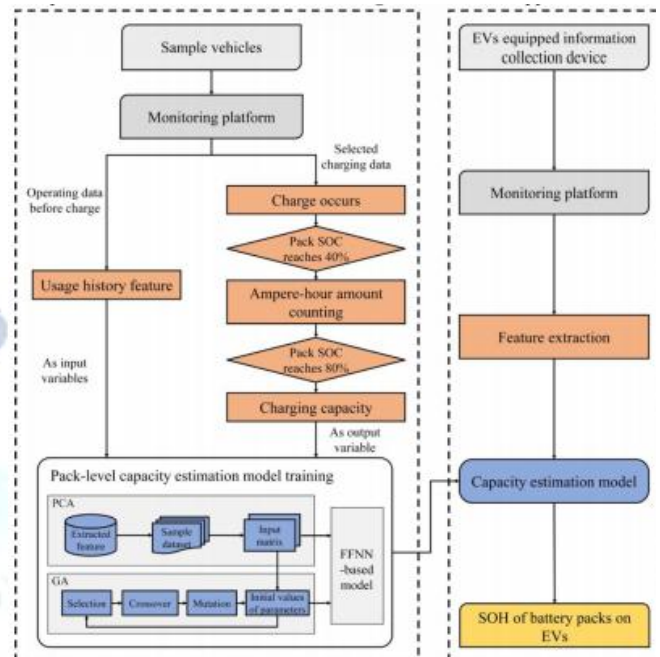 Sample vehicles
Monitoring platform
Operating data
before charge
Selected
charging data
Charge occurs
Pack SOC
reaches 40%
Usage history feature
Ampere-hour amount
counting
Pack SOC
reaches 80%
As input
variables
Charging capacity
As output
variable
Pack-level capacity estimation model training
PCA
Extracted
feature
Sample
dataset
Input
matrix
FFNN
-based
model
GA
Selection
Crossover
Mutation
Initial values
of parameters
EVs equipped information
collection device
Monitoring platform
Feature extraction
Capacity estimation model
SOH of battery packs on
EVs